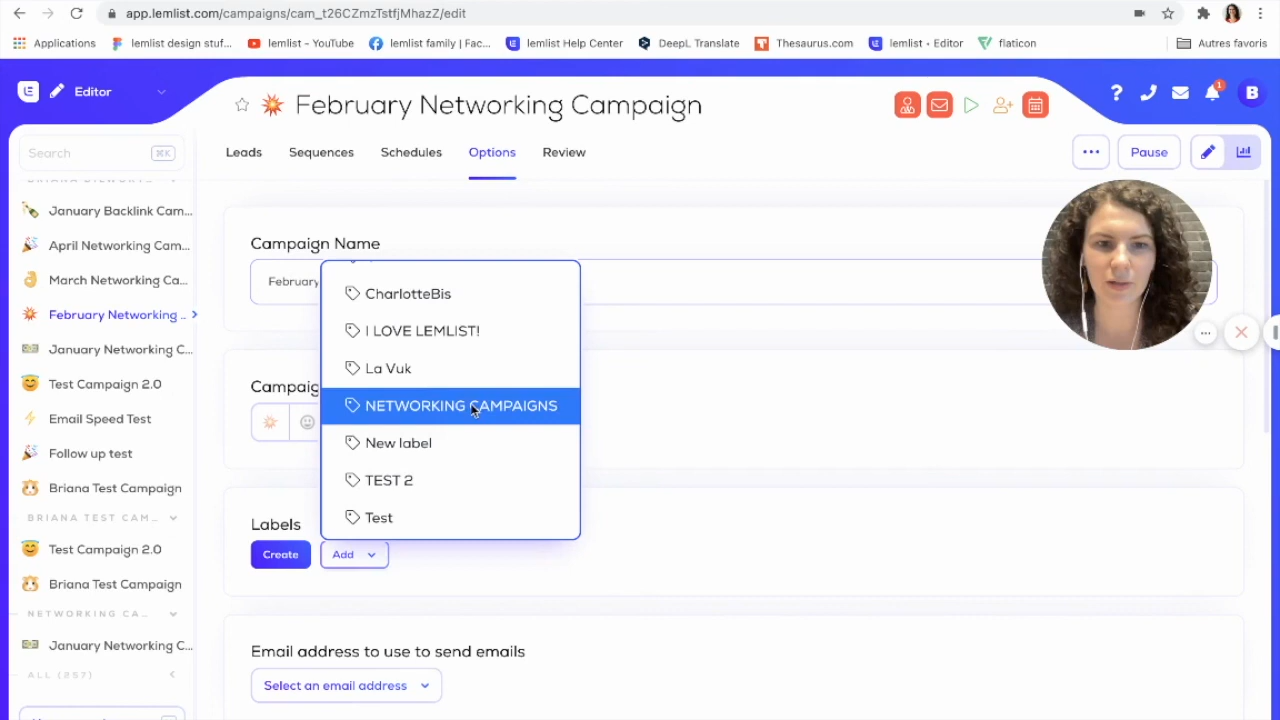 app.lemlist.com/campaigns/cam_t26CZmzTstfjMhazZ/edit
Applications
lemlist design stuf...
lemlist - YouTube
lemlist family | Fac...
lemlist Help Center
DeepL Translate
Thesaurus.com
lemlist • Editor
flaticon
Autres favoris
Editor
February Networking Campaign
1
B
Search
⌘K
Leads
Sequences
Schedules
Options
Review
Pause
January Backlink Cam...
April Networking Cam...
March Networking Ca...
February Networking ..
January Networking C...
Test Campaign 2.0
Email Speed Test
Follow up test
Briana Test Campaign
BRIANA TEST CAM...
Test Campaign 2.0
Briana Test Campaign
NETWORKING CA...
January Networking C...
ALL (257)
Campaign Name
February
CharlotteBis
I LOVE LEMLIST!
La Vuk
NETWORKING CAMPAIGNS
New label
TEST 2
Test
Campaig
Labels
Create
Add
Email address to use to send emails
Select an email address